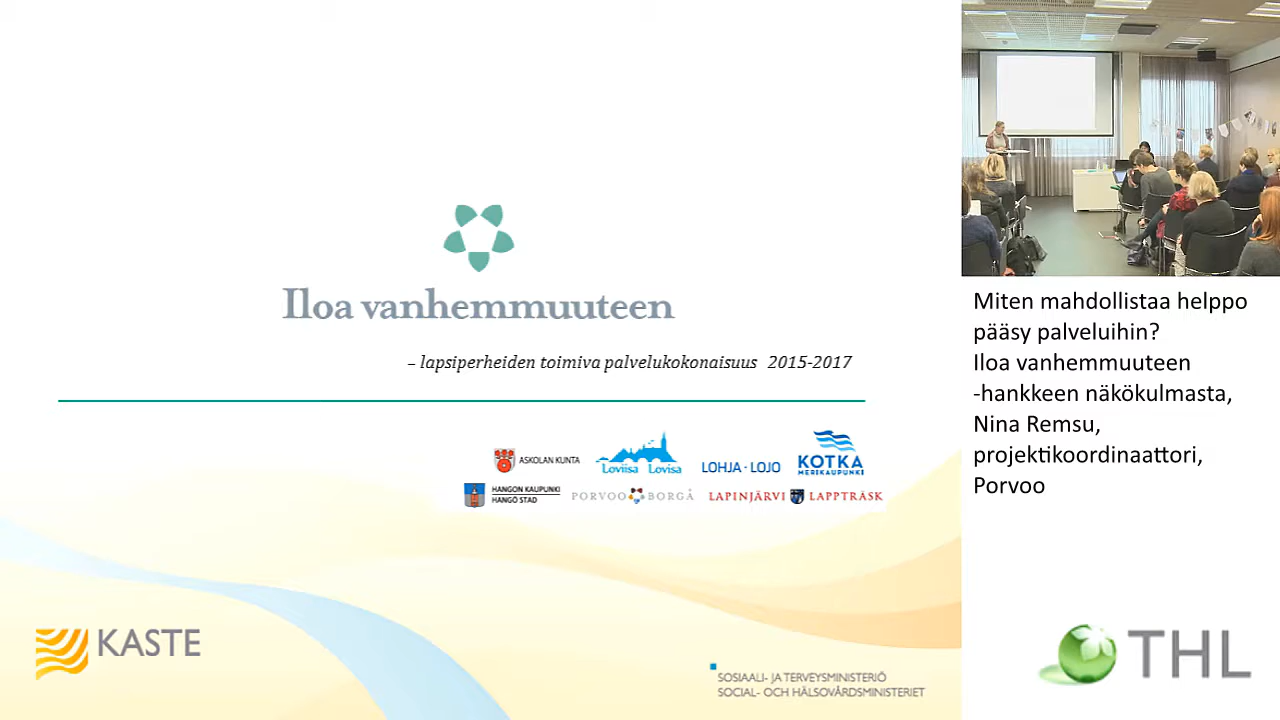 Iloa vanhemmuuteen
– lapsiperheiden toimiva palvelukokonaisuus 2015-2017
ASKOLAN KUNTA
Loviisa Lovisa
LOHJA · LOJO
KOTKA
MERIKAUPUNKI
HANGON KAUPUNKI
HANGÖ STAD
PORVOO BORGÅ
LAPINJÄRVI LAPPTRÄSK
KASTE
SOSIAALI- JA TERVEYSMINISTERIÖ
SOCIAL- OCH HÄLSOVÅRDSMINISTERIET
Miten mahdollistaa helppo
pääsy palveluihin?
Iloa vanhemmuuteen
-hankkeen näkökulmasta,
Nina Remsu,
projektikoordinaattori,
Porvoo
THL